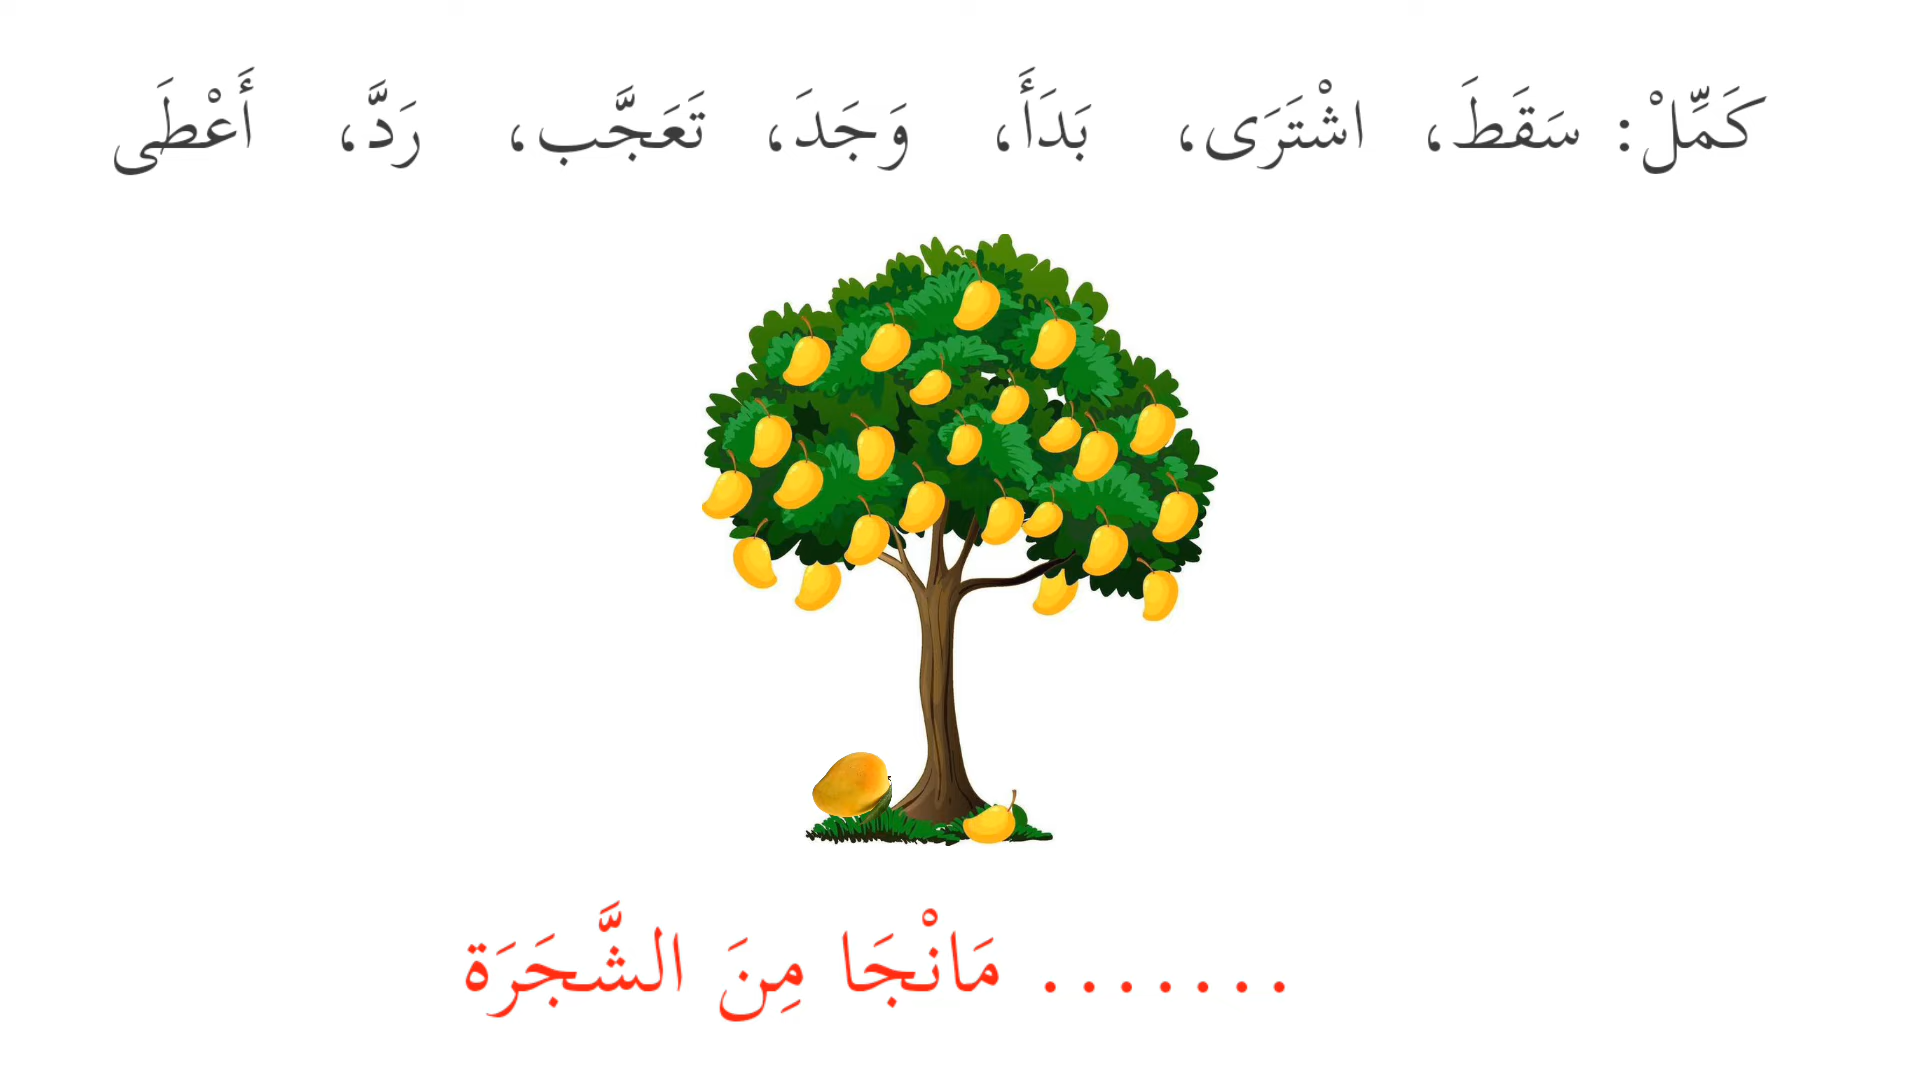 كَمِّلْ: سَقَطَ، اشْتَرَى، بَدَأَ، وَجَدَ، تَعَجَّب، رَدَّ، أَعْطَى
....... مَانْجَا مِنَ الشَّجَرَة